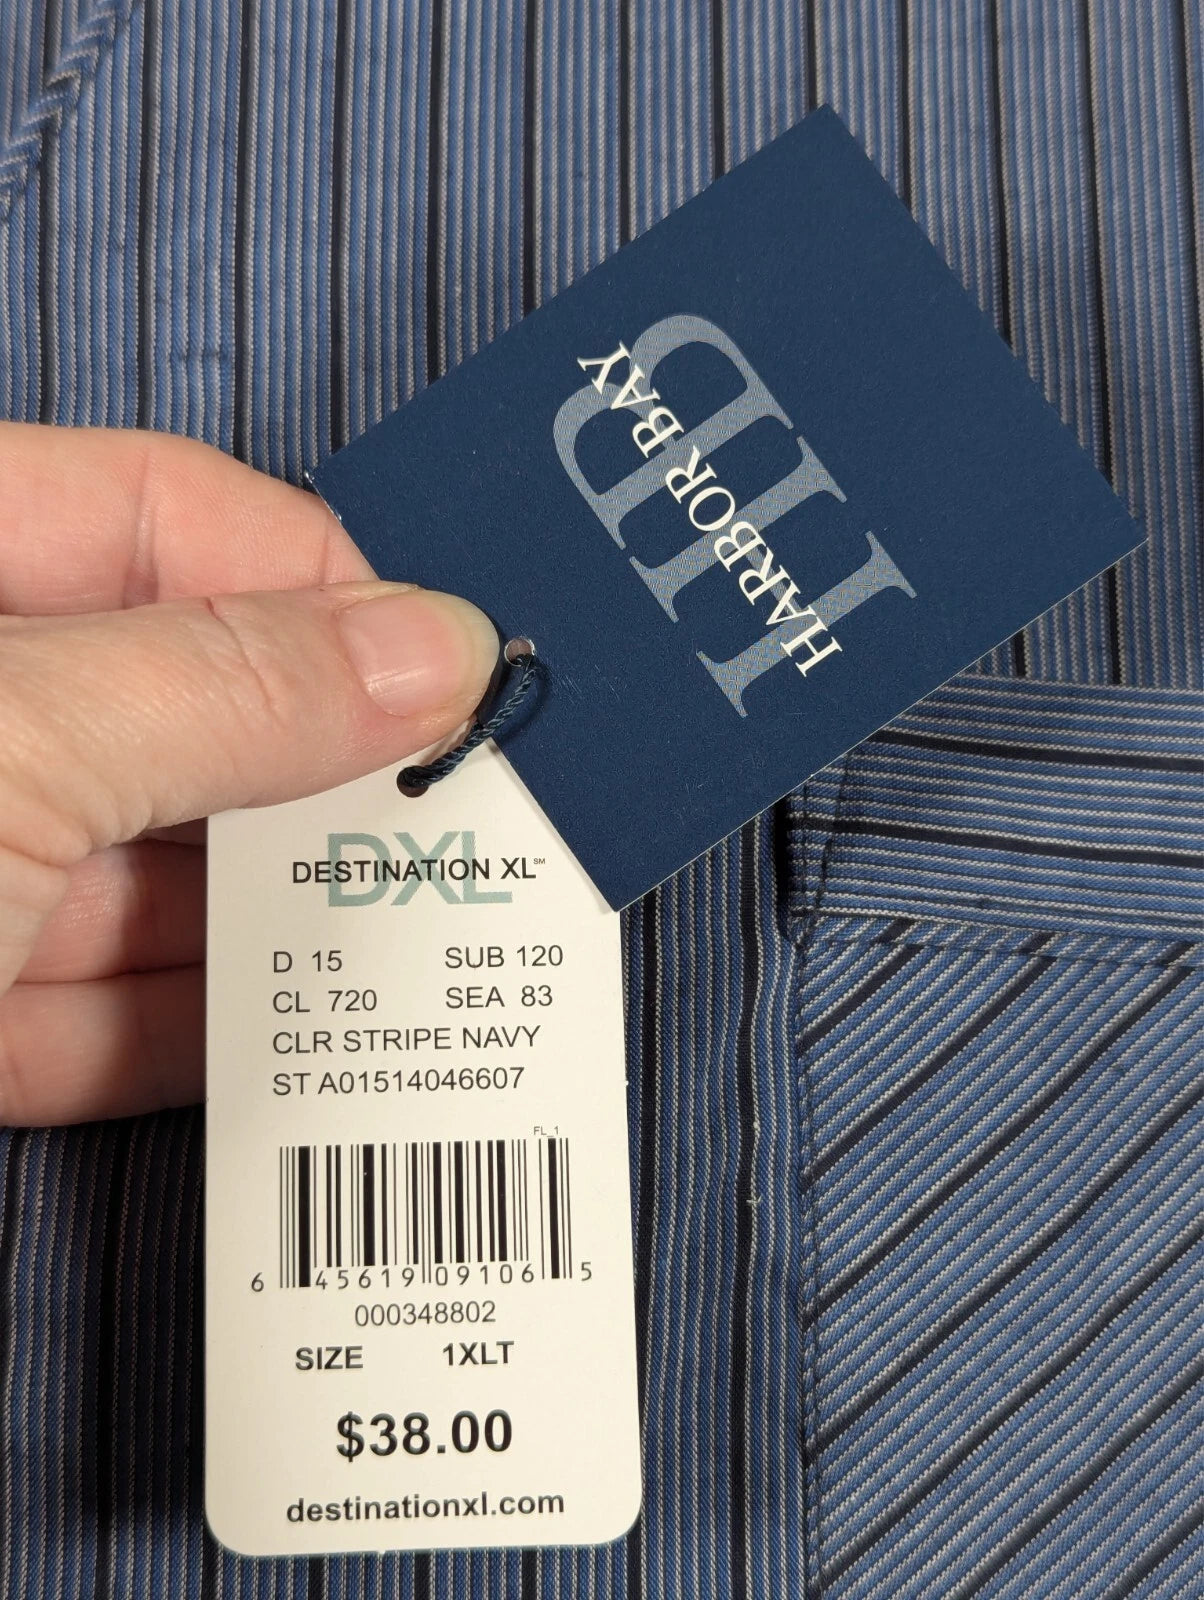 HB
HARBOR BAY
DXL
DESTINATION XL℠
D 15 SUB 120
CL 720 SEA 83
CLR STRIPE NAVY
ST A01514046607
FL_1
6 45619 09106 5
000348802
SIZE 1XLT
$38.00
destinationxl.com